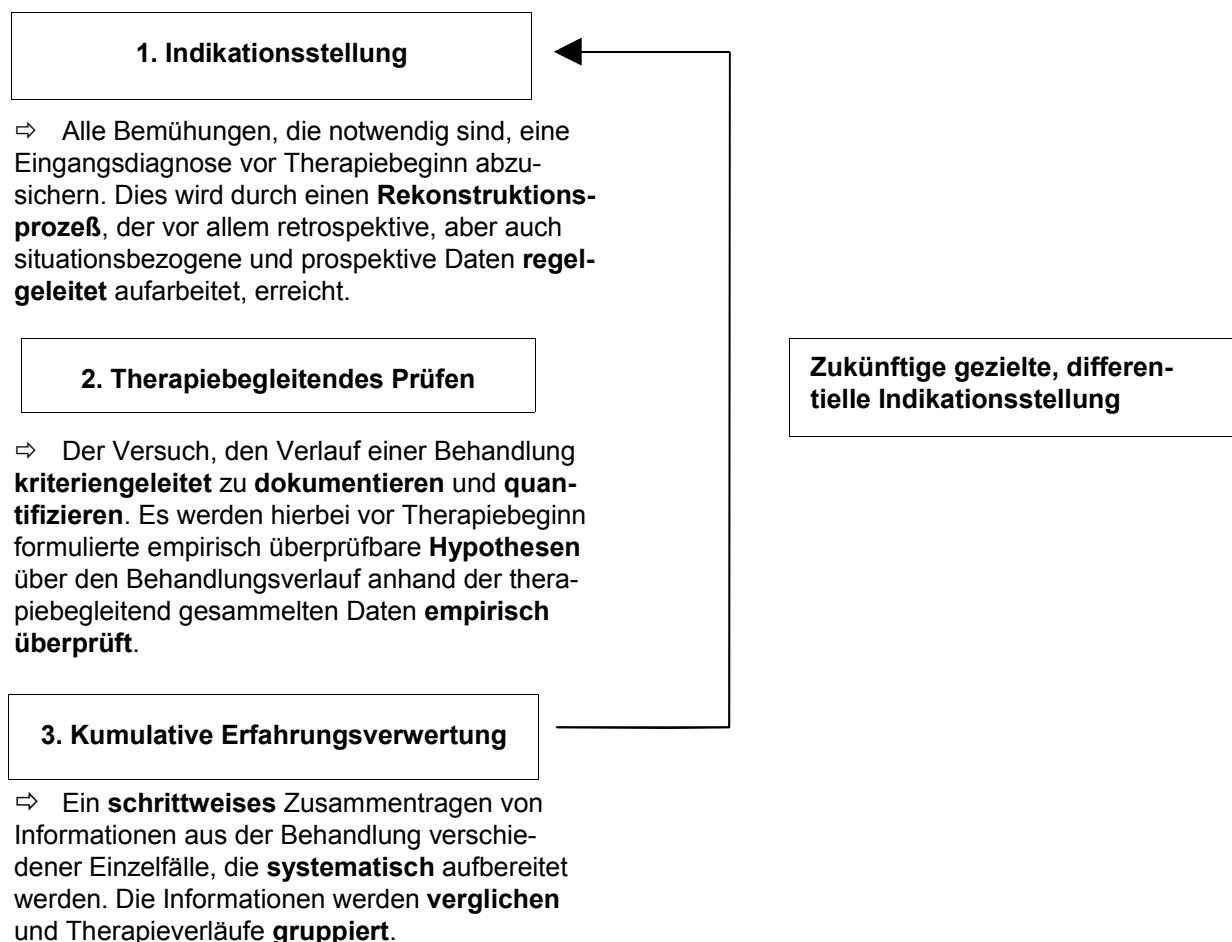 1. Indikationsstellung
⇨ Alle Bemühungen, die notwendig sind, eine
Eingangsdiagnose vor Therapiebeginn abzu-
sichern. Dies wird durch einen Rekonstruktions-
prozeß, der vor allem retrospektive, aber auch
situationsbezogene und prospektive Daten regel-
geleitet aufarbeitet, erreicht.
2. Therapiebegleitendes Prüfen
⇨ Der Versuch, den Verlauf einer Behandlung
kriteriengeleitet zu dokumentieren und quan-
tifizieren. Es werden hierbei vor Therapiebeginn
formulierte empirisch überprüfbare Hypothesen
über den Behandlungsverlauf anhand der thera-
piebegleitend gesammelten Daten empirisch
überprüft.
3. Kumulative Erfahrungsverwertung
⇨ Ein schrittweises Zusammentragen von
Informationen aus der Behandlung verschie-
dener Einzelfälle, die systematisch aufbereitet
werden. Die Informationen werden verglichen
und Therapieverläufe gruppiert.
Zukünftige gezielte, differen-
tielle Indikationsstellung